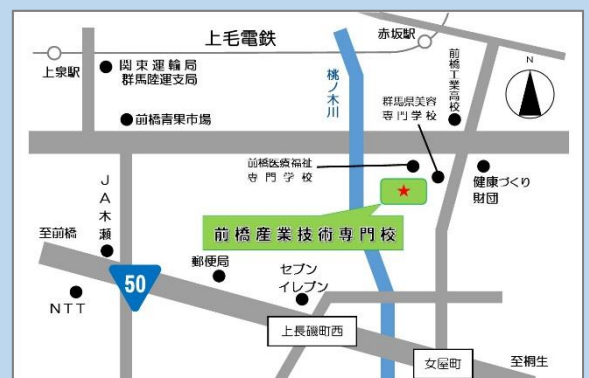 上毛電鉄
赤坂駅
上泉駅
関東運輸局
群馬陸運支局
桃ノ木川
前橋工業高校
N
群馬県美容
専門学校
前橋青果市場
前橋医療福祉
専門学校
健康づくり
財団
JA木瀬
前橋産業技術専門校
至前橋
郵便局
セブン
イレブン
50
NTT
上長磯町西
女屋町
至桐生